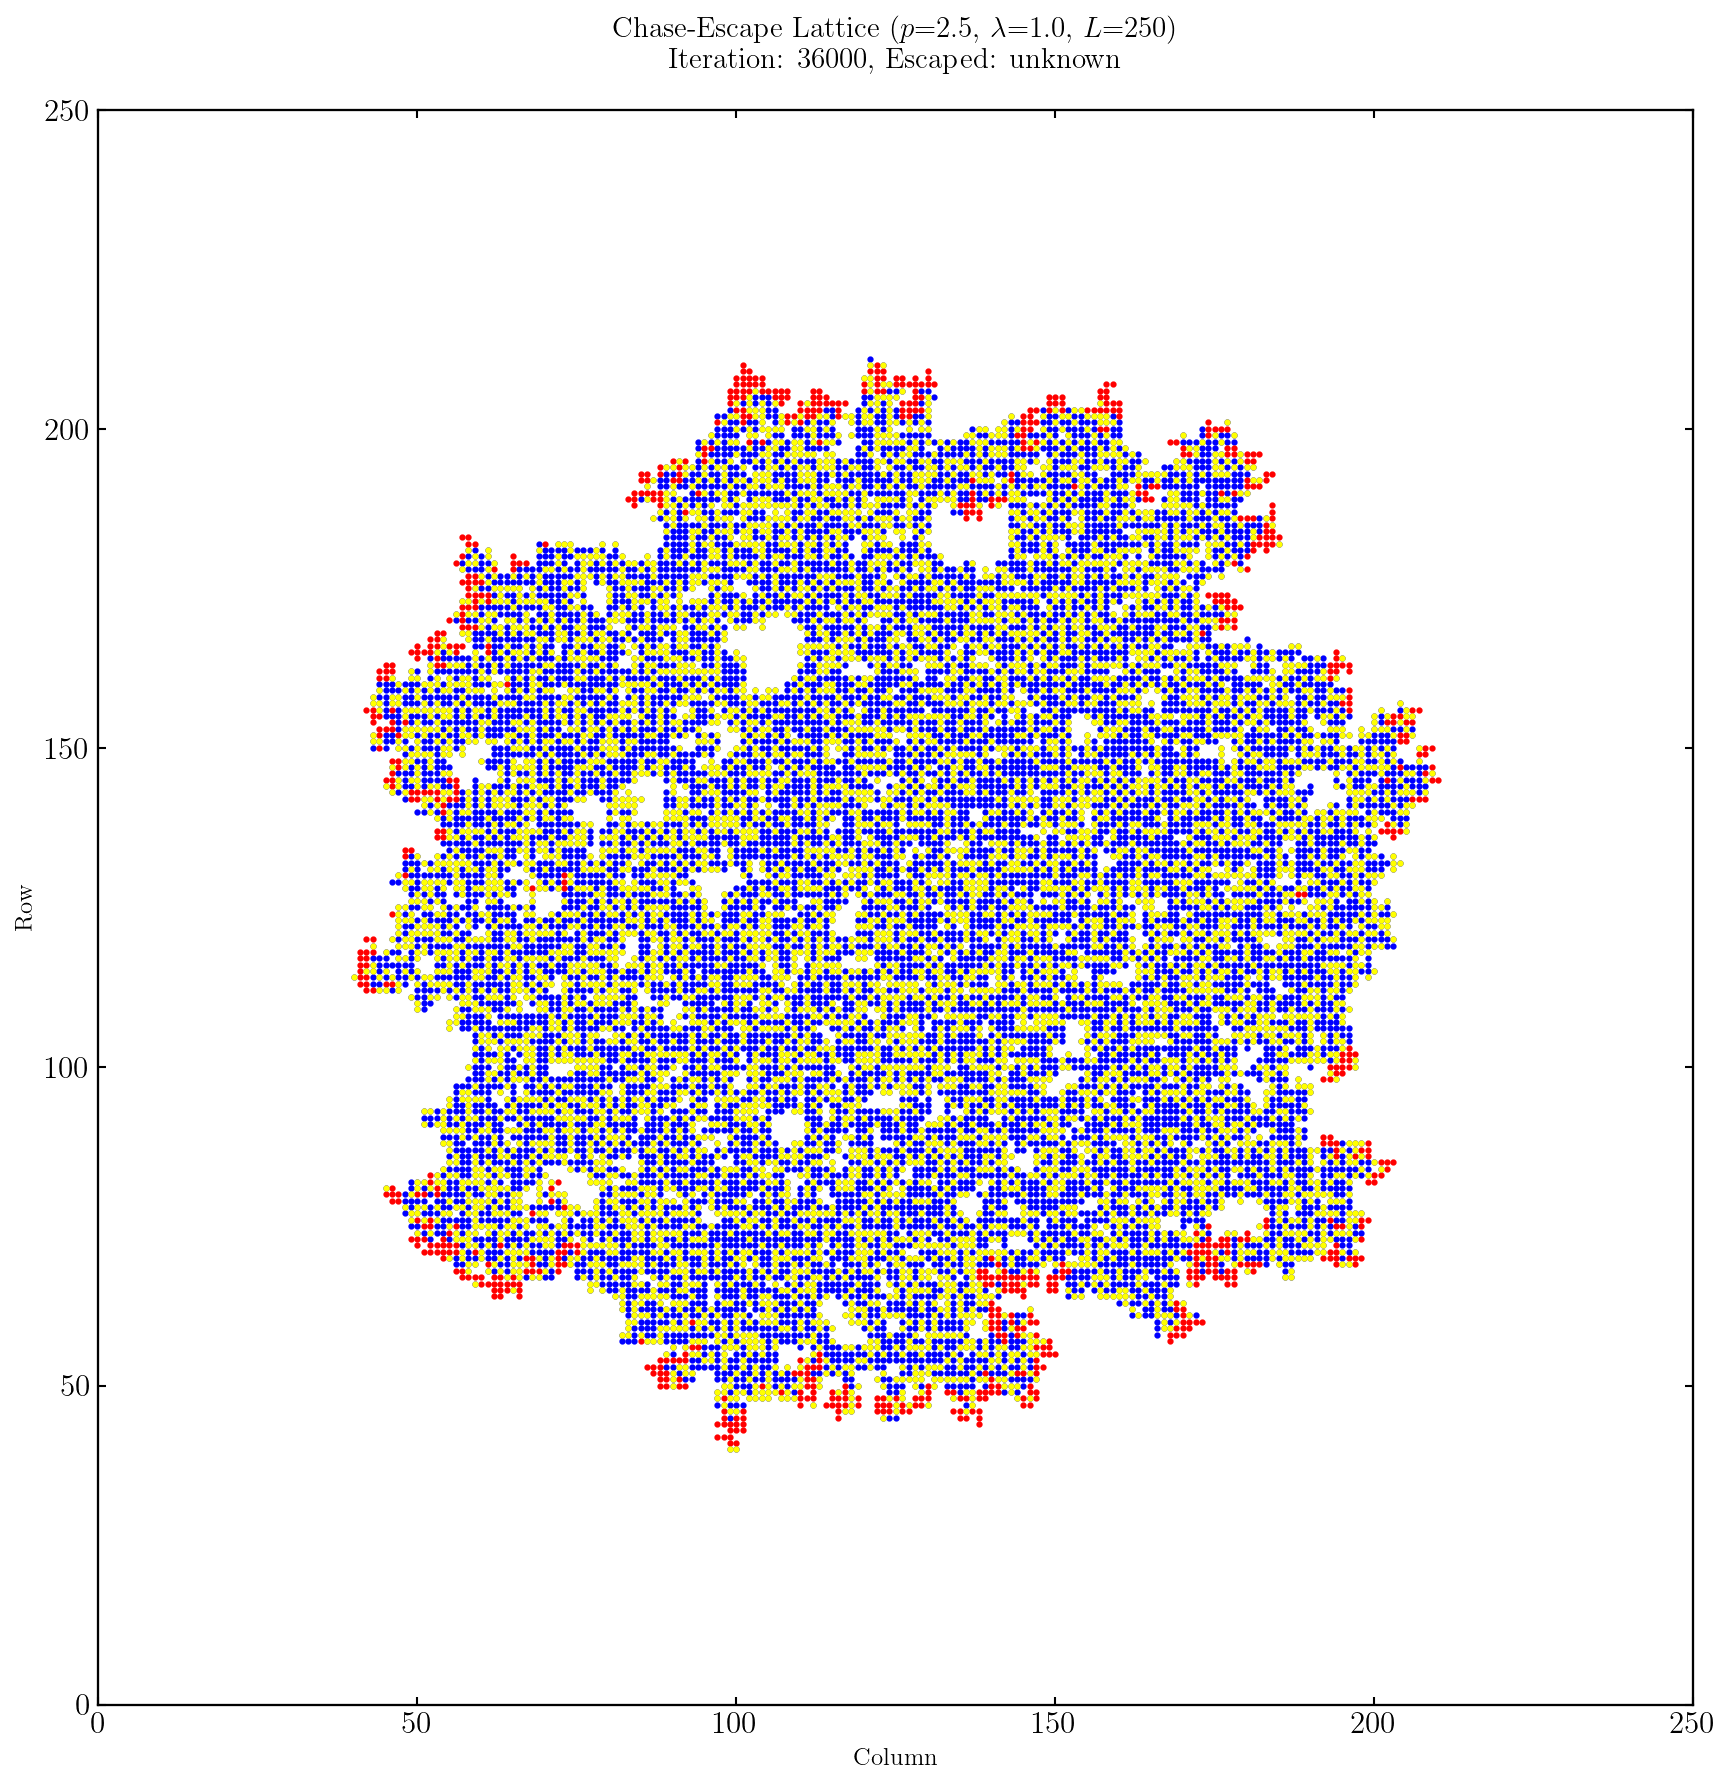 Chase-Escape Lattice (p=2.5, λ=1.0, L=250)
Iteration: 36000, Escaped: unknown
250
200
150
100
50
0
Row
0 50 100 150 200 250
Column